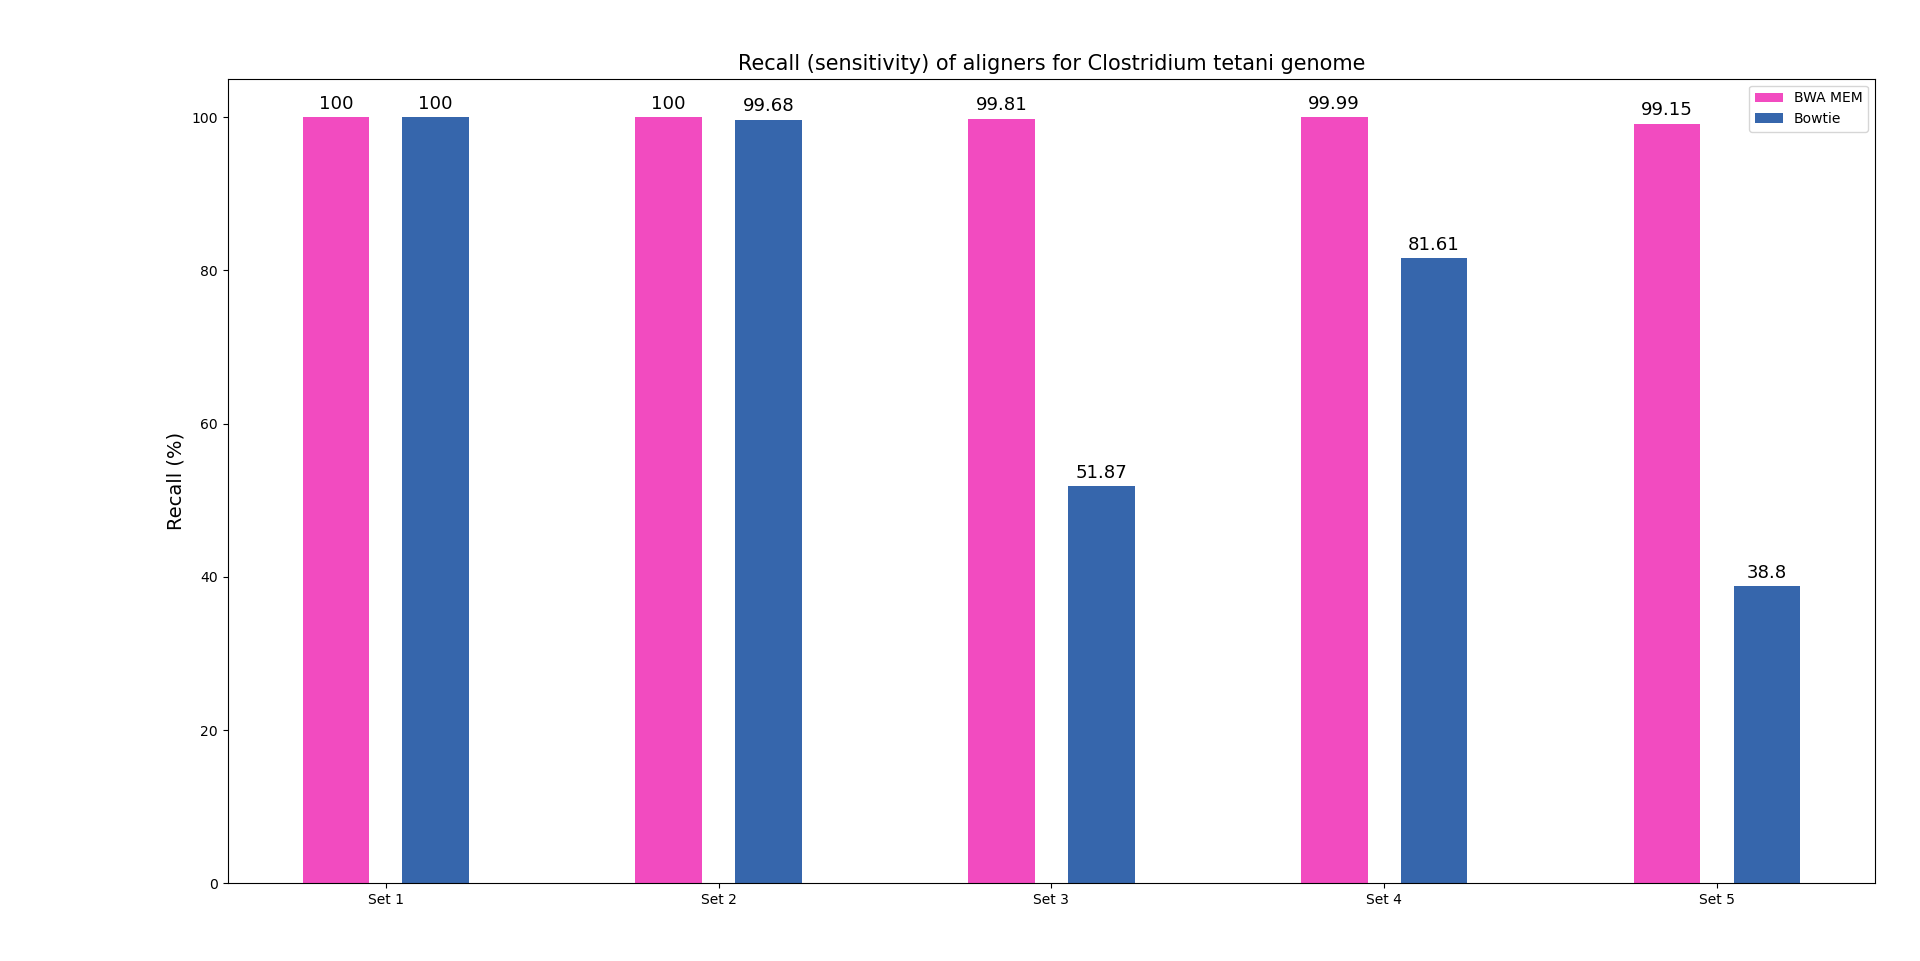 Recall (sensitivity) of aligners for Clostridium tetani genome
BWA MEM
Bowtie
100
100
100
99.68
99.81
51.87
99.99
81.61
99.15
38.8
Recall (%)
100
80
60
40
20
0
Set 1
Set 2
Set 3
Set 4
Set 5